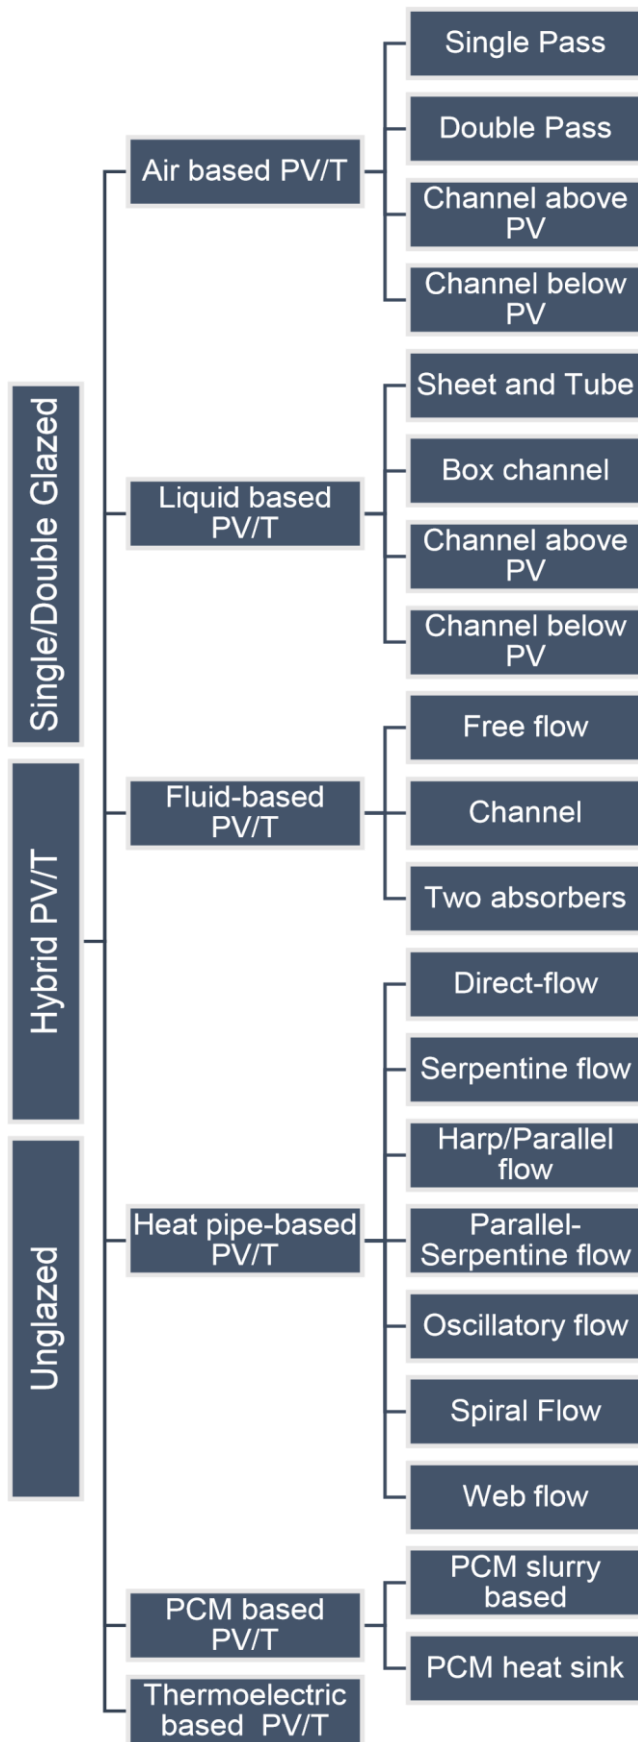 Single/Double Glazed
Hybrid PV/T
Unglazed
Air based PV/T
Single Pass
Double Pass
Channel above
PV
Channel below
PV
Liquid based
PV/T
Sheet and Tube
Box channel
Channel above
PV
Channel below
PV
Fluid-based
PV/T
Free flow
Channel
Two absorbers
Heat pipe-based
PV/T
Direct-flow
Serpentine flow
Harp/Parallel
flow
Parallel-
Serpentine flow
Oscillatory flow
Spiral Flow
Web flow
PCM based
PV/T
PCM slurry
based
PCM heat sink
Thermoelectric
based PV/T